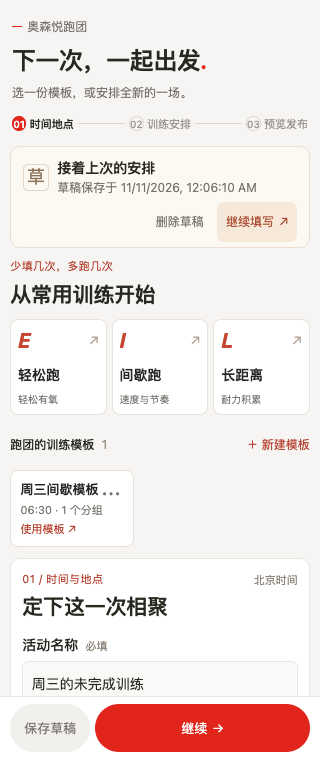 奥森悦跑团
下一次，一起出发.
选一份模板，或安排全新的一场。
01 时间地点 02 训练安排 03 预览发布
草
接着上次的安排
草稿保存于 11/11/2026, 12:06:10 AM
删除草稿 继续填写 ↗
少填几次，多跑几次
从常用训练开始
E ↗ I ↗ L ↗
轻松跑 间歇跑 长距离
轻松有氧 速度与节奏 耐力积累
跑团的训练模板 1 + 新建模板
周三间歇模板 ...
06:30 · 1 个分组
使用模板 ↗
01 / 时间与地点 北京时间
定下这一次相聚
活动名称 必填
周三的未完成训练
保存草稿 继续 →